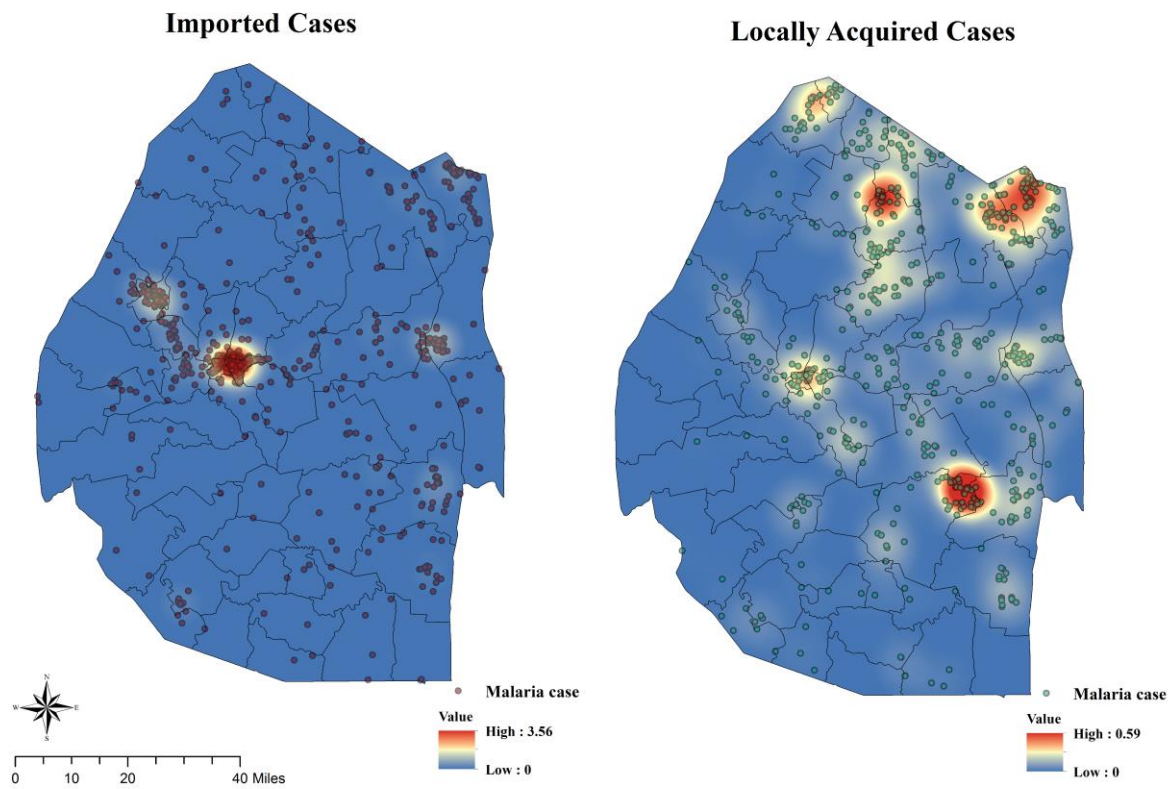 Imported Cases
Locally Acquired Cases
N
W E
S
0 10 20 40 Miles
Malaria case
Value
High : 3.56
Low : 0
Malaria case
Value
High : 0.59
Low : 0